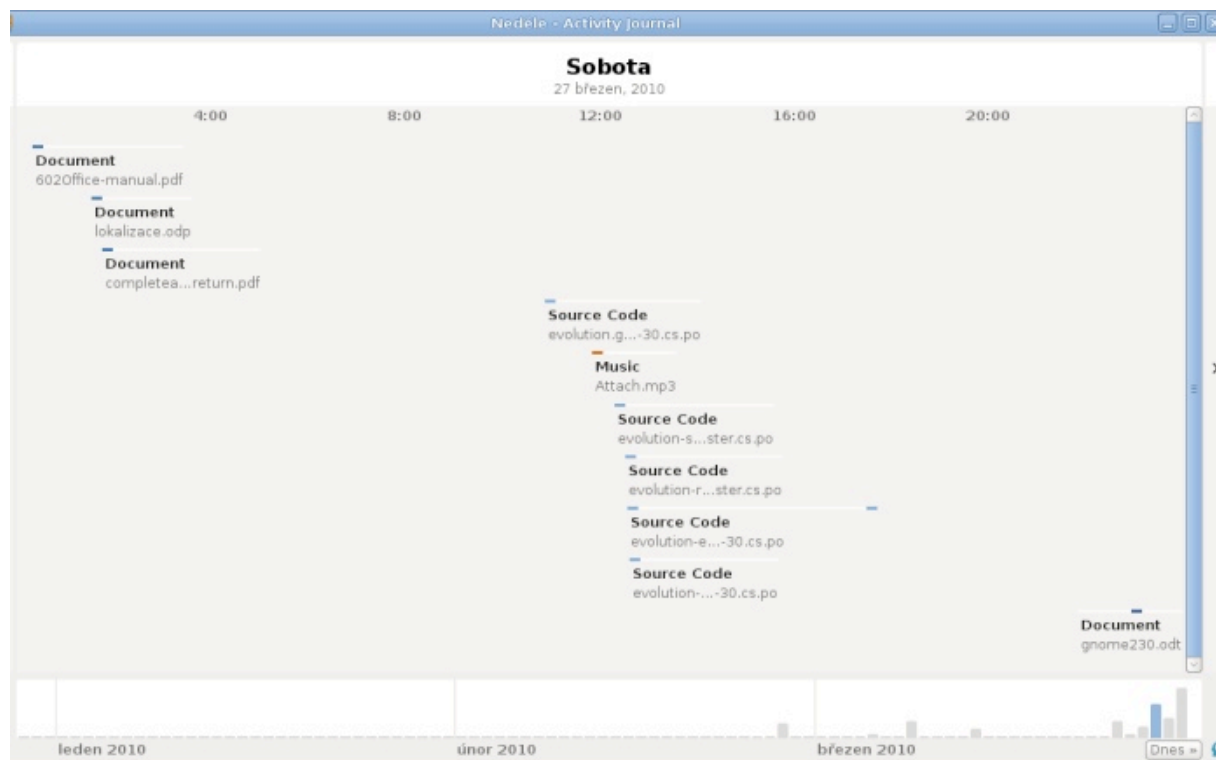 Nedele - Activity Journal
Sobota
27 březen, 2010
4:00 8:00 12:00 16:00 20:00
Document
602Office-manual.pdf
Document
lokalizace.odp
Document
completea...return.pdf
Source Code
evolution.g...-30.cs.po
Music
Attach.mp3
Source Code
evolution-s...ster.cs.po
Source Code
evolution-r...ster.cs.po
Source Code
evolution-e...-30.cs.po
Source Code
evolution-...-30.cs.po
Document
gnome230.odt
leden 2010 únor 2010 březen 2010 Dnes »